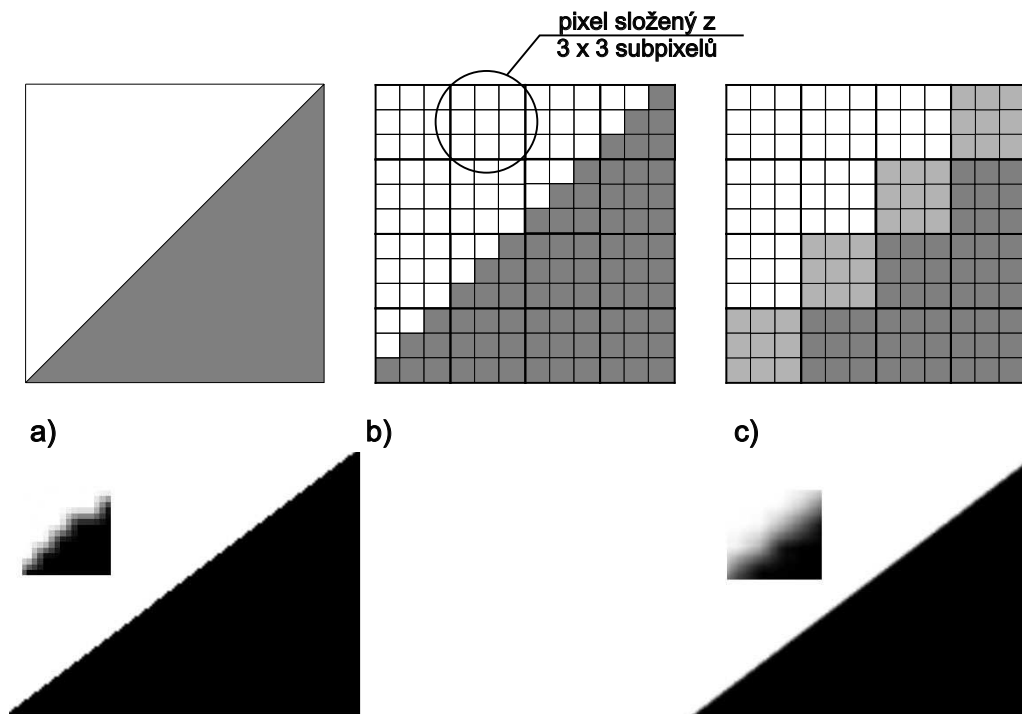 pixel složený z
3 x 3 subpixelů
a)
b)
c)